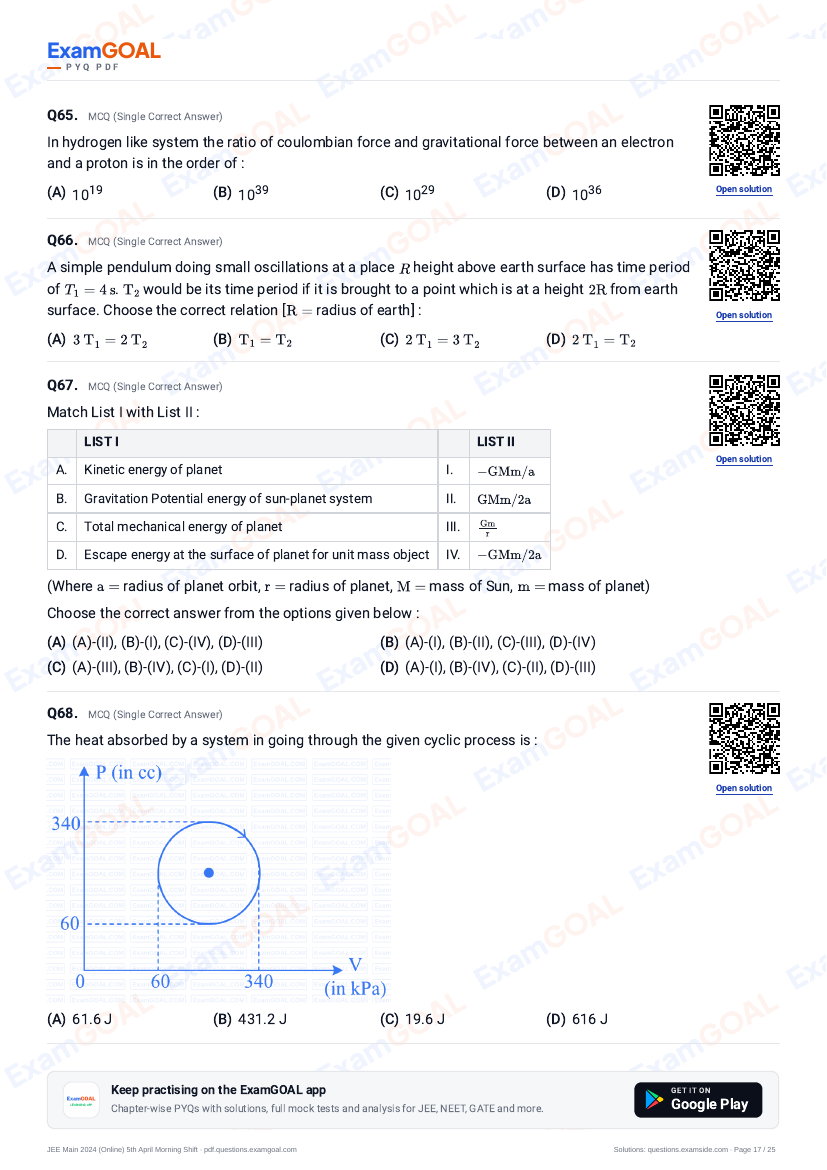 ExamGOAL
PYQ PDF
Q65. MCQ (Single Correct Answer)
In hydrogen like system the ratio of coulombian force and gravitational force between an electron
and a proton is in the order of :
(A) 10^19 (B) 10^39 (C) 10^29 (D) 10^36
Open solution
Q66. MCQ (Single Correct Answer)
A simple pendulum doing small oscillations at a place R height above earth surface has time period
of T₁ = 4 s. T₂ would be its time period if it is brought to a point which is at a height 2R from earth
surface. Choose the correct relation [R = radius of earth] :
(A) 3 T₁ = 2 T₂ (B) T₁ = T₂ (C) 2 T₁ = 3 T₂ (D) 2 T₁ = T₂
Open solution
Q67. MCQ (Single Correct Answer)
Match List I with List II :
LIST I LIST II
A. Kinetic energy of planet I. −GMm/a
B. Gravitation Potential energy of sun-planet system II. GMm/2a
C. Total mechanical energy of planet III. Gm/r
D. Escape energy at the surface of planet for unit mass object IV. −GMm/2a
(Where a = radius of planet orbit, r = radius of planet, M = mass of Sun, m = mass of planet)
Choose the correct answer from the options given below :
(A) (A)-(II), (B)-(I), (C)-(IV), (D)-(III) (B) (A)-(I), (B)-(II), (C)-(III), (D)-(IV)
(C) (A)-(III), (B)-(IV), (C)-(I), (D)-(II) (D) (A)-(I), (B)-(IV), (C)-(II), (D)-(III)
Open solution
Q68. MCQ (Single Correct Answer)
The heat absorbed by a system in going through the given cyclic process is :
Open solution
P (in cc)
340
60
0 60 340 V
(in kPa)
(A) 61.6 J (B) 431.2 J (C) 19.6 J (D) 616 J
Keep practising on the ExamGOAL app
Chapter-wise PYQs with solutions, full mock tests and analysis for JEE, NEET, GATE and more.
ExamGOAL
GET IT ON
Google Play
JEE Main 2024 (Online) 5th April Morning Shift · pdf.questions.examgoal.com Solutions: questions.examside.com · Page 17 / 25